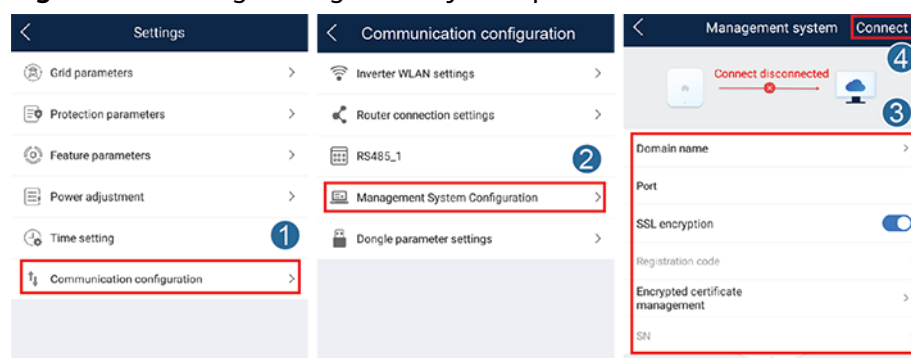 Settings
Grid parameters
Protection parameters
Feature parameters
Power adjustment
Time setting
1
Communication configuration
Communication configuration
Inverter WLAN settings
Router connection settings
RS485_1
2
Management System Configuration
Dongle parameter settings
Management system Connect
4
Connect disconnected
3
Domain name
Port
SSL encryption
Registration code
Encrypted certificate
management
SN